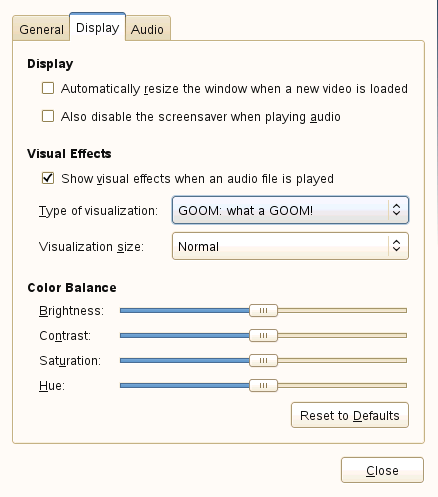 General Display Audio
Display
Automatically resize the window when a new video is loaded
Also disable the screensaver when playing audio
Visual Effects
Show visual effects when an audio file is played
Type of visualization: GOOM: what a GOOM!
Visualization size: Normal
Color Balance
Brightness:
Contrast:
Saturation:
Hue:
Reset to Defaults
Close